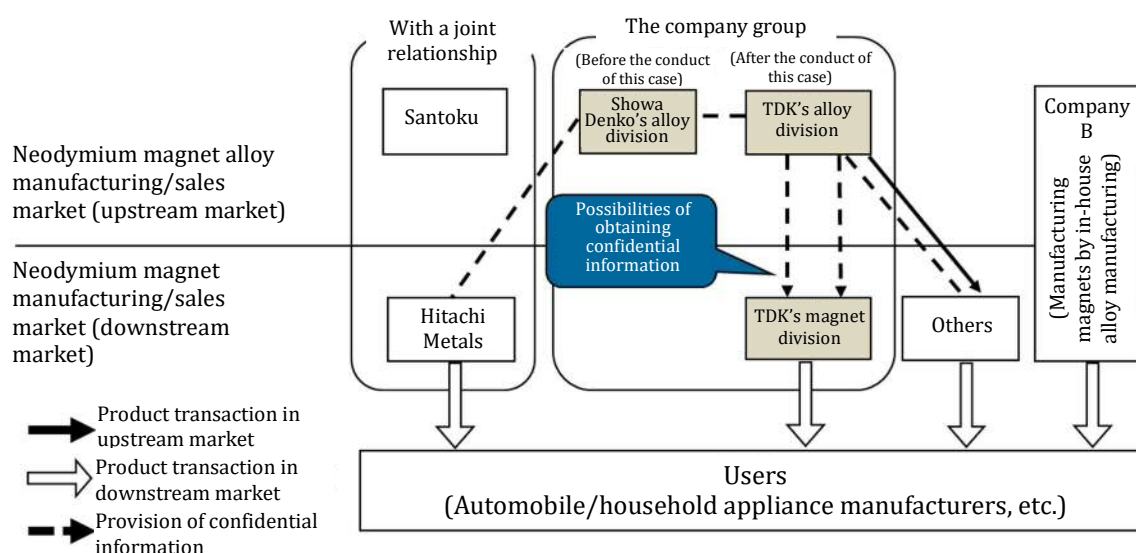 With a joint
relationship
The company group
(Before the conduct
of this case)
(After the conduct of
this case)
Santoku
Showa
Denko's alloy
division
TDK's alloy
division
Company
B
(Manufacturing
magnets by in-house
alloy manufacturing)
Neodymium magnet alloy
manufacturing/sales
market (upstream market)
Possibilities of
obtaining
confidential
information
Neodymium magnet
manufacturing/sales
market (downstream
market)
Hitachi
Metals
TDK's magnet
division
Others
Product transaction in
upstream market
Product transaction in
downstream market
Provision of confidential
information
Users
(Automobile/household appliance manufacturers, etc.)